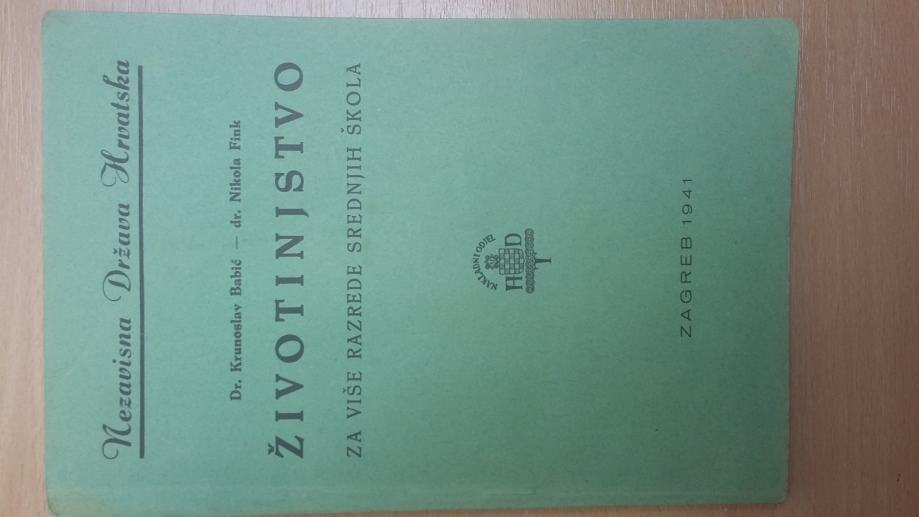 Nezavisna Država Hrvatska
Dr. Krunoslav Babić — dr. Nikola Fink
ŽIVOTINJSTVO
ZA VIŠE RAZREDE SREDNJIH ŠKOLA
NAKLADNI ODJEL
H D
T
ZAGREB 1941